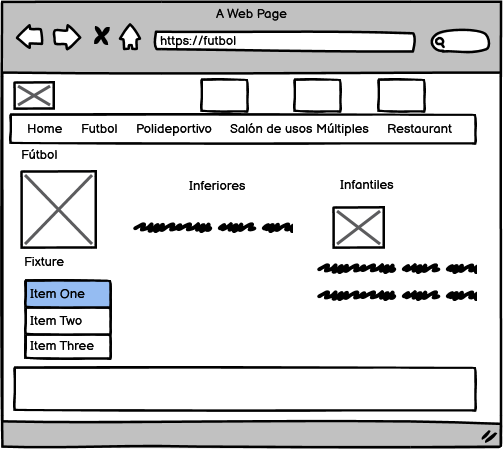 A Web Page
https://futbol
Home Futbol Polideportivo Salón de usos Múltiples Restaurant
Fútbol
Inferiores Infantiles
Fixture
Item One
Item Two
Item Three